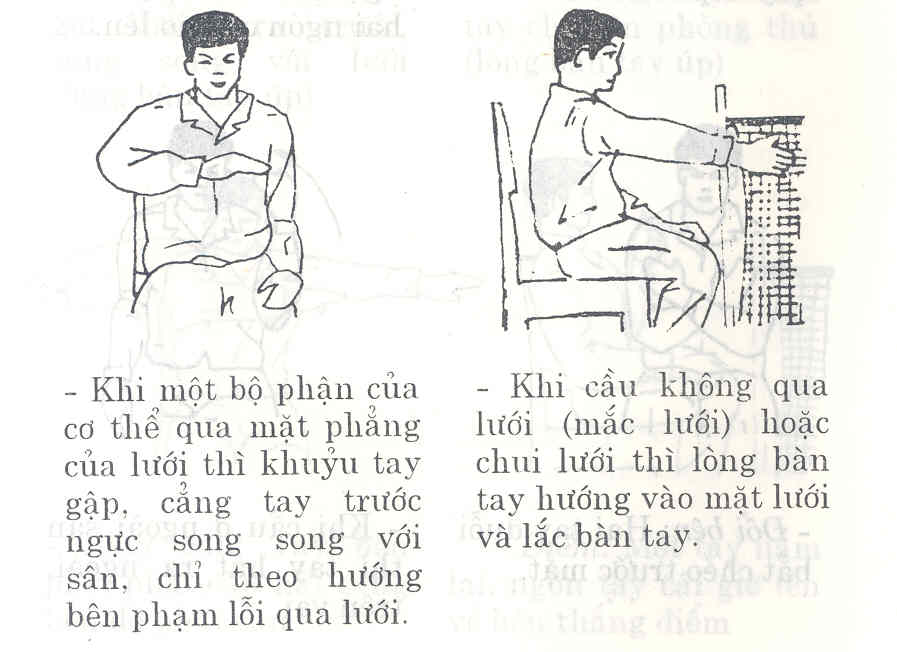 - Khi một bộ phận của
cơ thể qua mặt phẳng
của lưới thì khuỷu tay
gập, cẳng tay trước
ngực song song với
sân, chỉ theo hướng
bên phạm lỗi qua lưới.
- Khi cầu không qua
lưới (mắc lưới) hoặc
chui lưới thì lòng bàn
tay hướng vào mặt lưới
và lắc bàn tay.